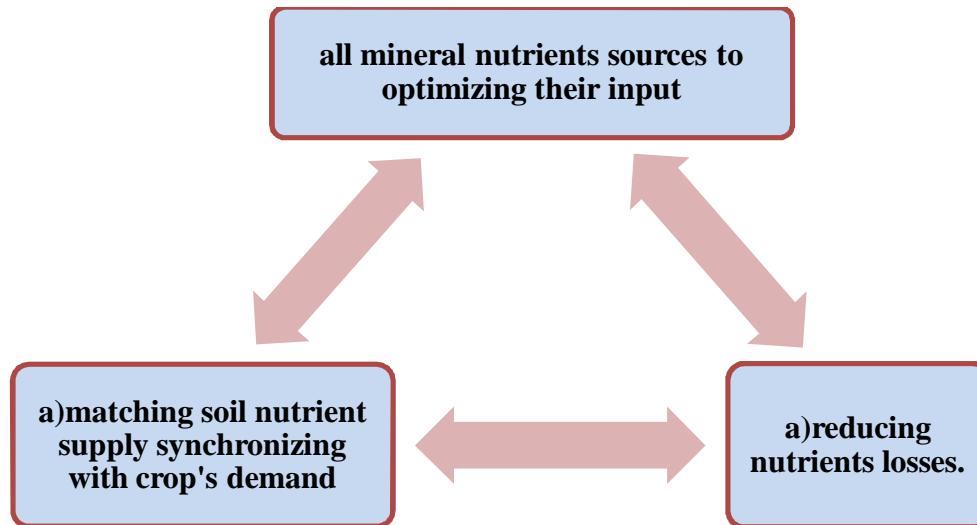 all mineral nutrients sources to
optimizing their input
a)matching soil nutrient
supply synchronizing
with crop's demand
a)reducing
nutrients losses.